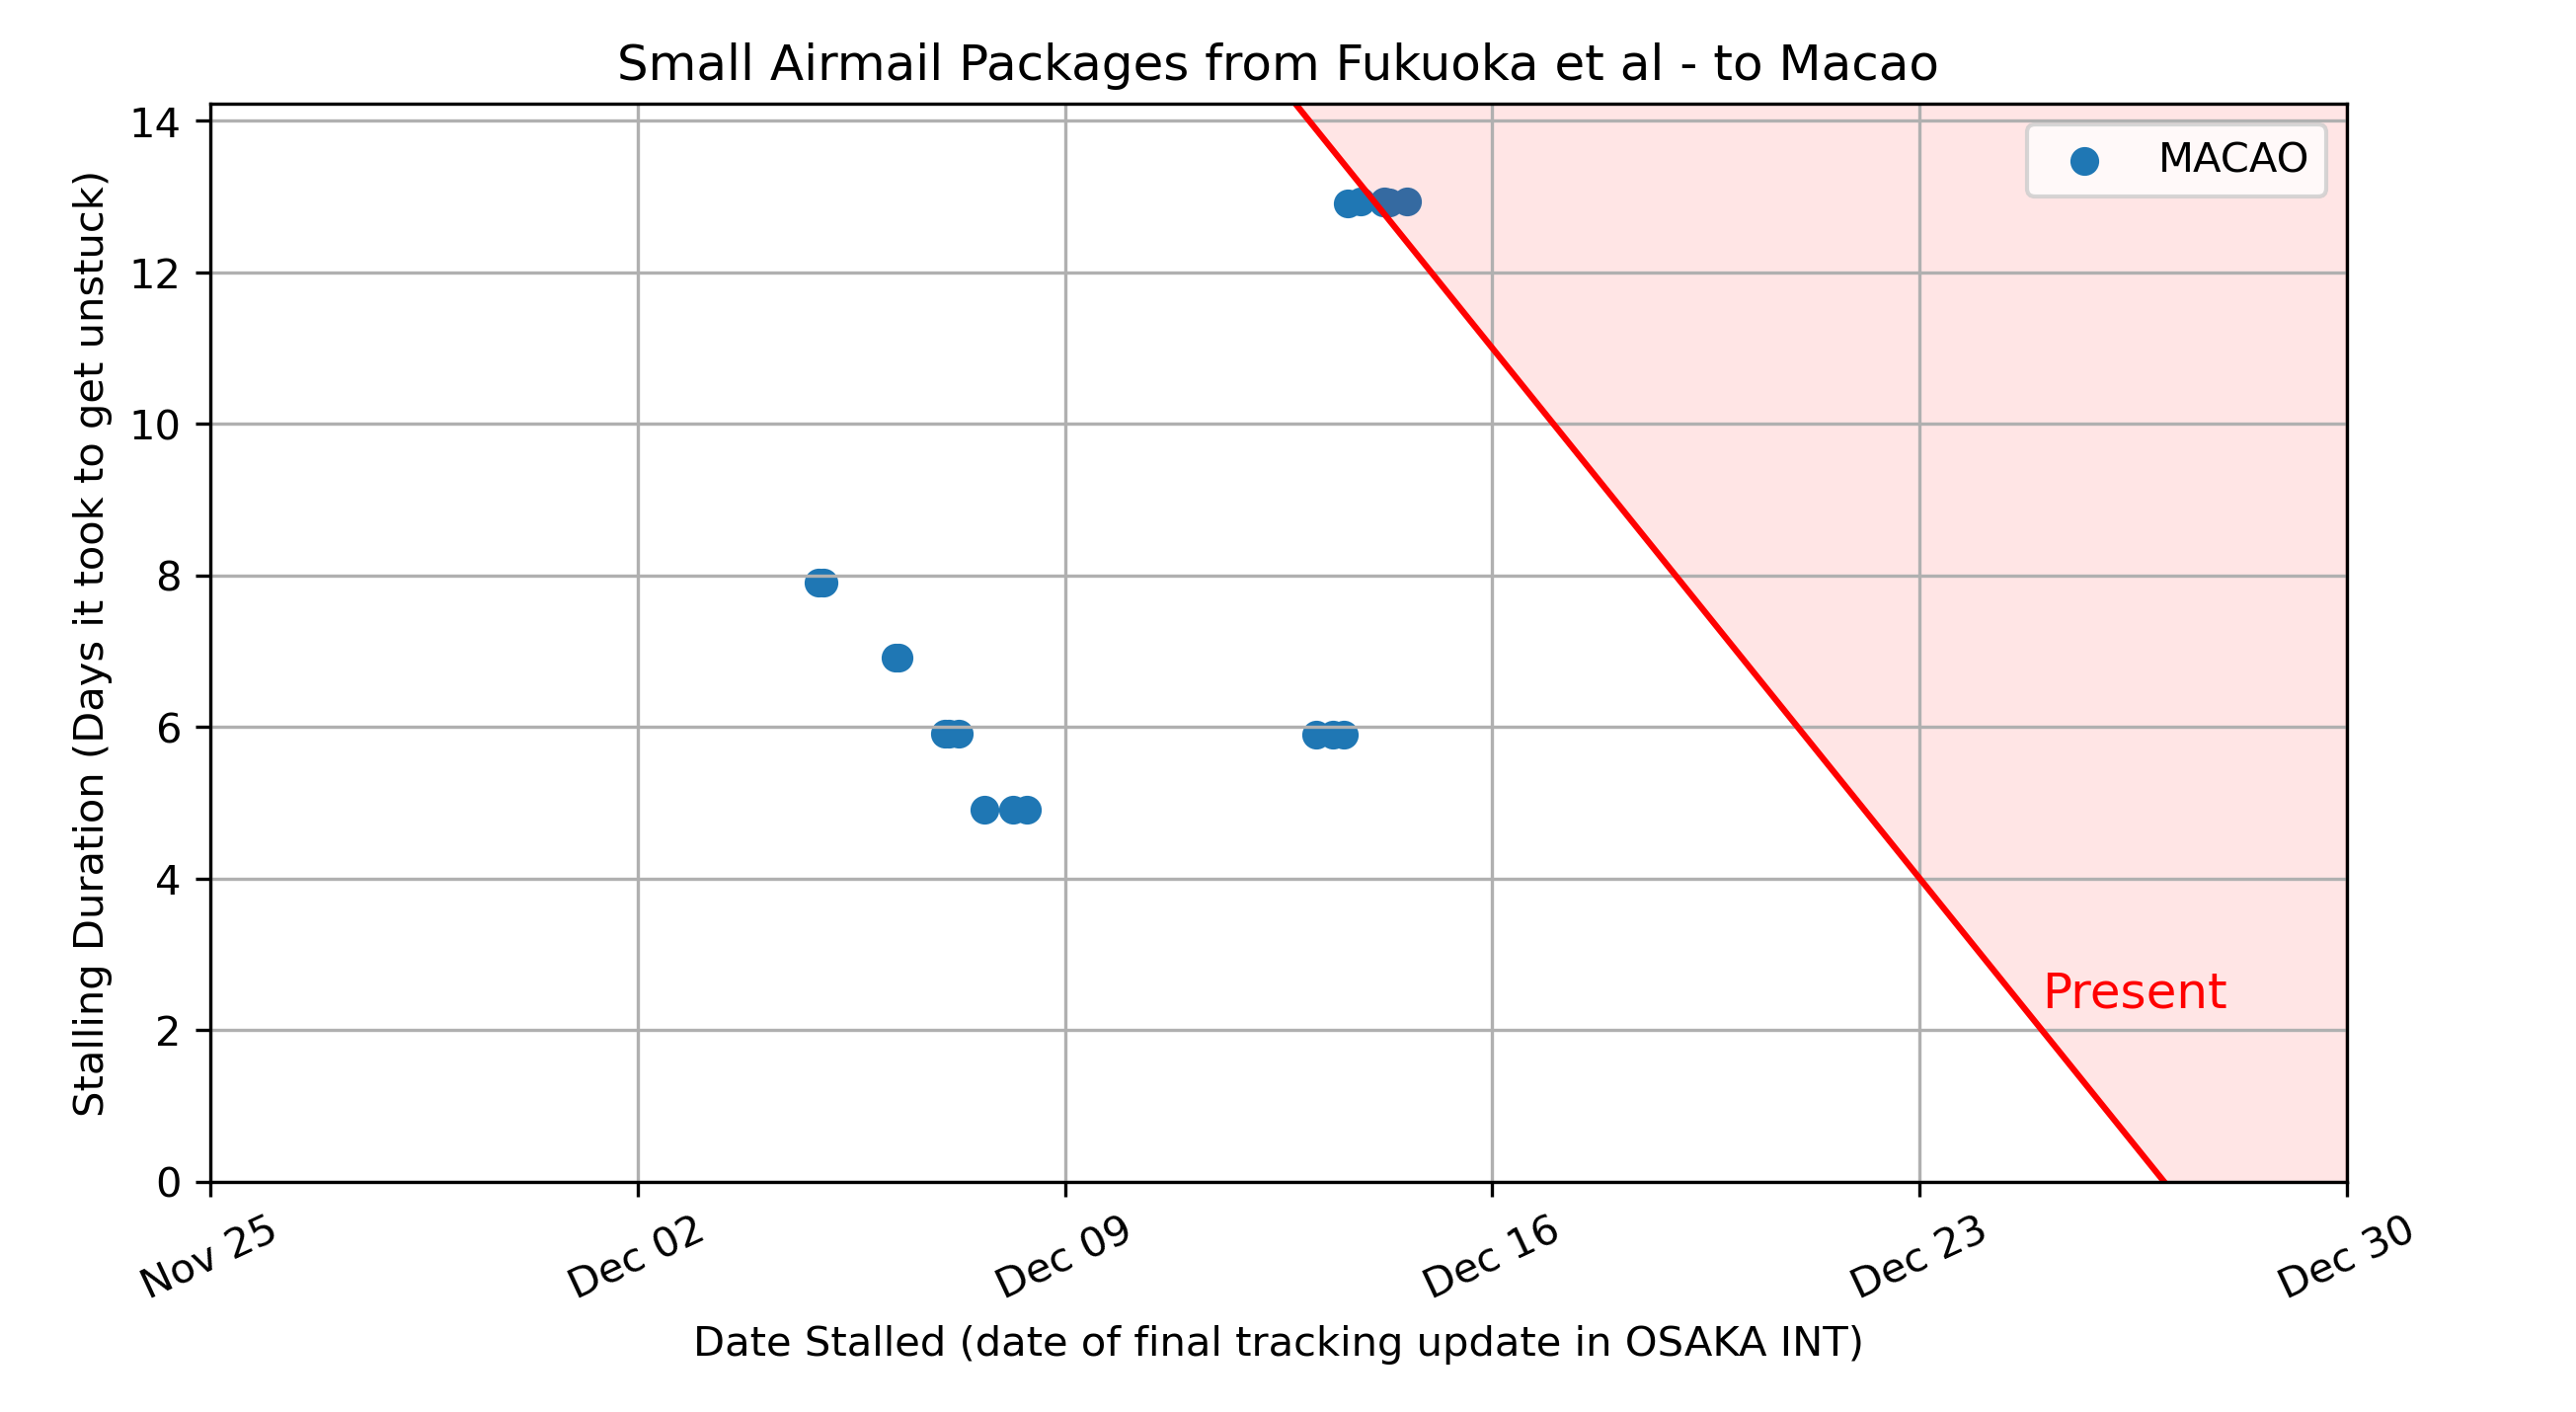 Small Airmail Packages from Fukuoka et al - to Macao
MACAO
Stalling Duration (Days it took to get unstuck)
14
12
10
8
6
4
2
0
Present
Nov 25
Dec 02
Dec 09
Dec 16
Dec 23
Dec 30
Date Stalled (date of final tracking update in OSAKA INT)